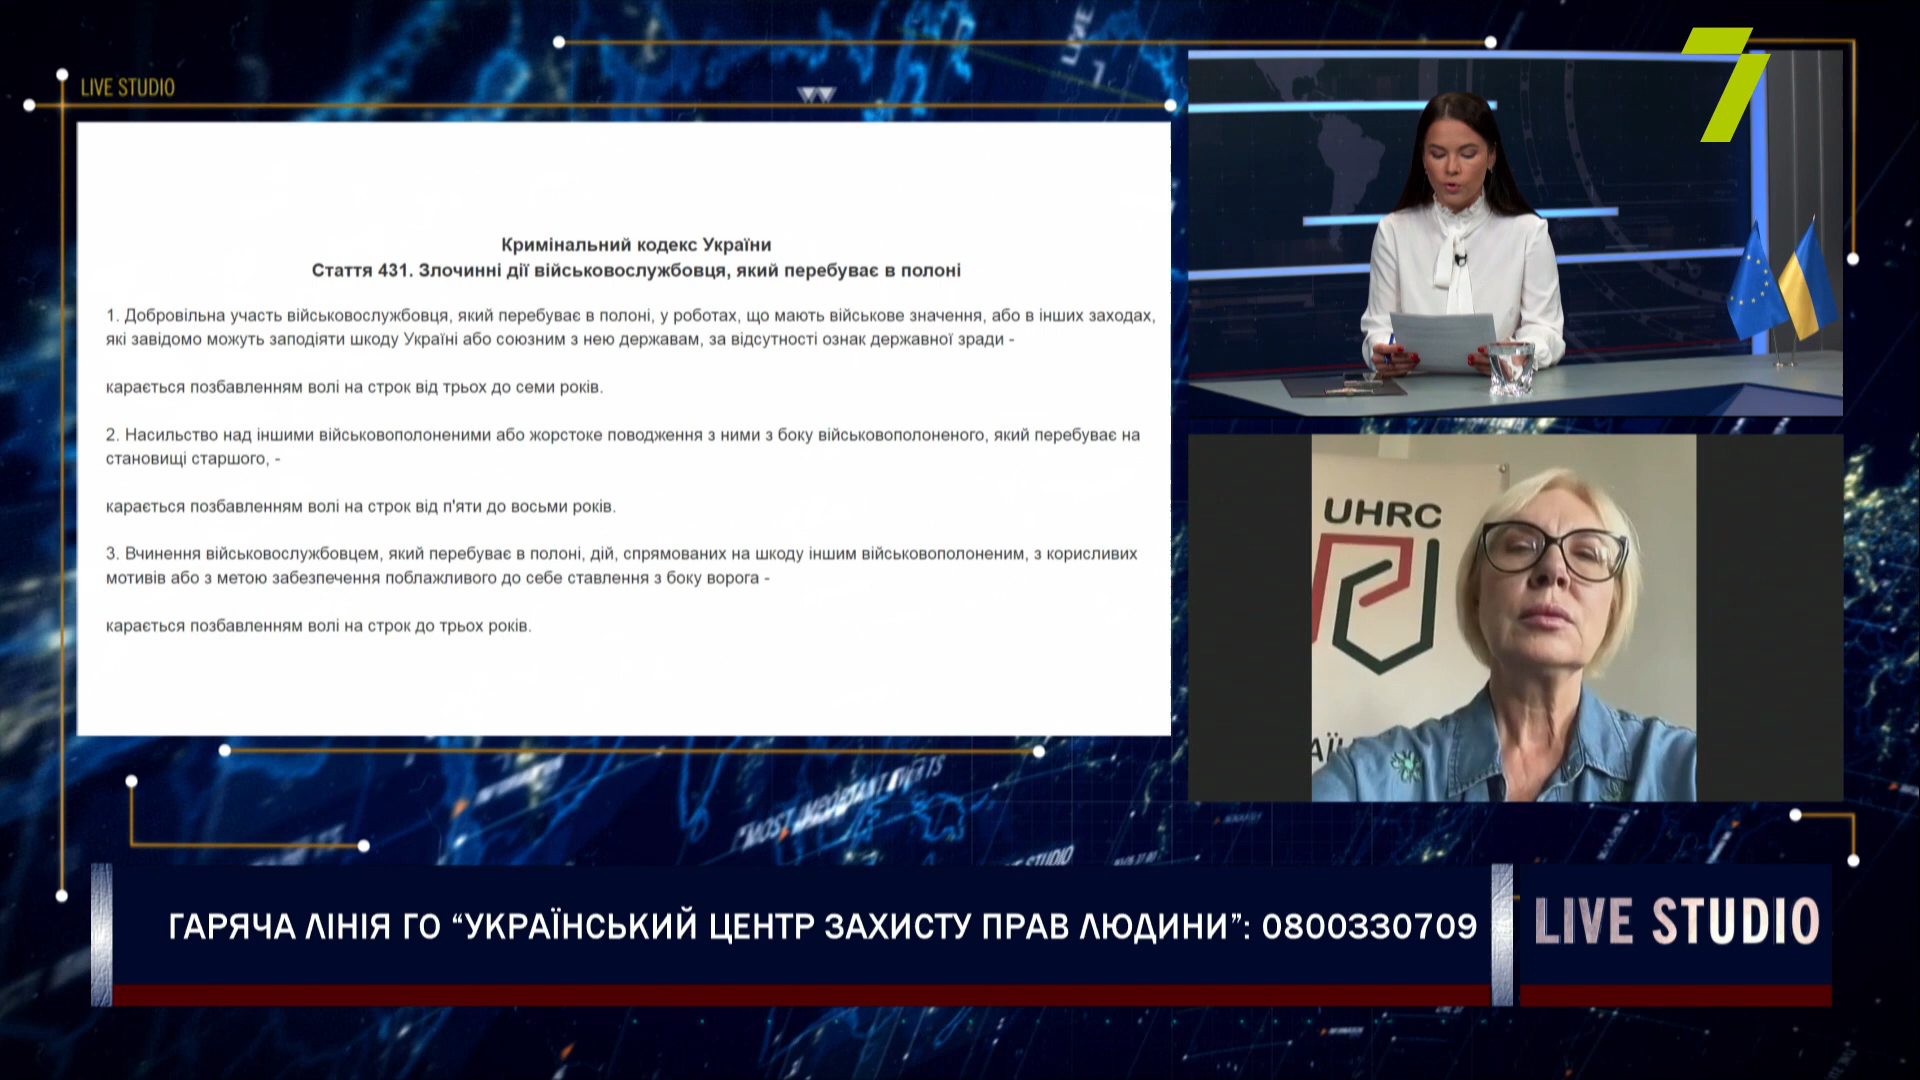 LIVE STUDIO
7
Кримінальний кодекс України
Стаття 431. Злочинні дії військовослужбовця, який перебуває в полоні
1. Добровільна участь військовослужбовця, який перебуває в полоні, у роботах, що мають військове значення, або в інших заходах,
які завідомо можуть заподіяти шкоду Україні або союзним з нею державам, за відсутності ознак державної зради -
карається позбавленням волі на строк від трьох до семи років.
2. Насильство над іншими військовополоненими або жорстоке поводження з ними з боку військовополоненого, який перебуває на
становищі старшого, -
карається позбавленням волі на строк від п'яти до восьми років.
3. Вчинення військовослужбовцем, який перебуває в полоні, дій, спрямованих на шкоду іншим військовополоненим, з корисливих
мотивів або з метою забезпечення поблажливого до себе ставлення з боку ворога -
карається позбавленням волі на строк до трьох років.
UHRC
АЇ
MOST IMPORTANT EVENTS
STUDIO
ГАРЯЧА ЛІНІЯ ГО “УКРАЇНСЬКИЙ ЦЕНТР ЗАХИСТУ ПРАВ ЛЮДИНИ”: 0800330709
LIVE STUDIO